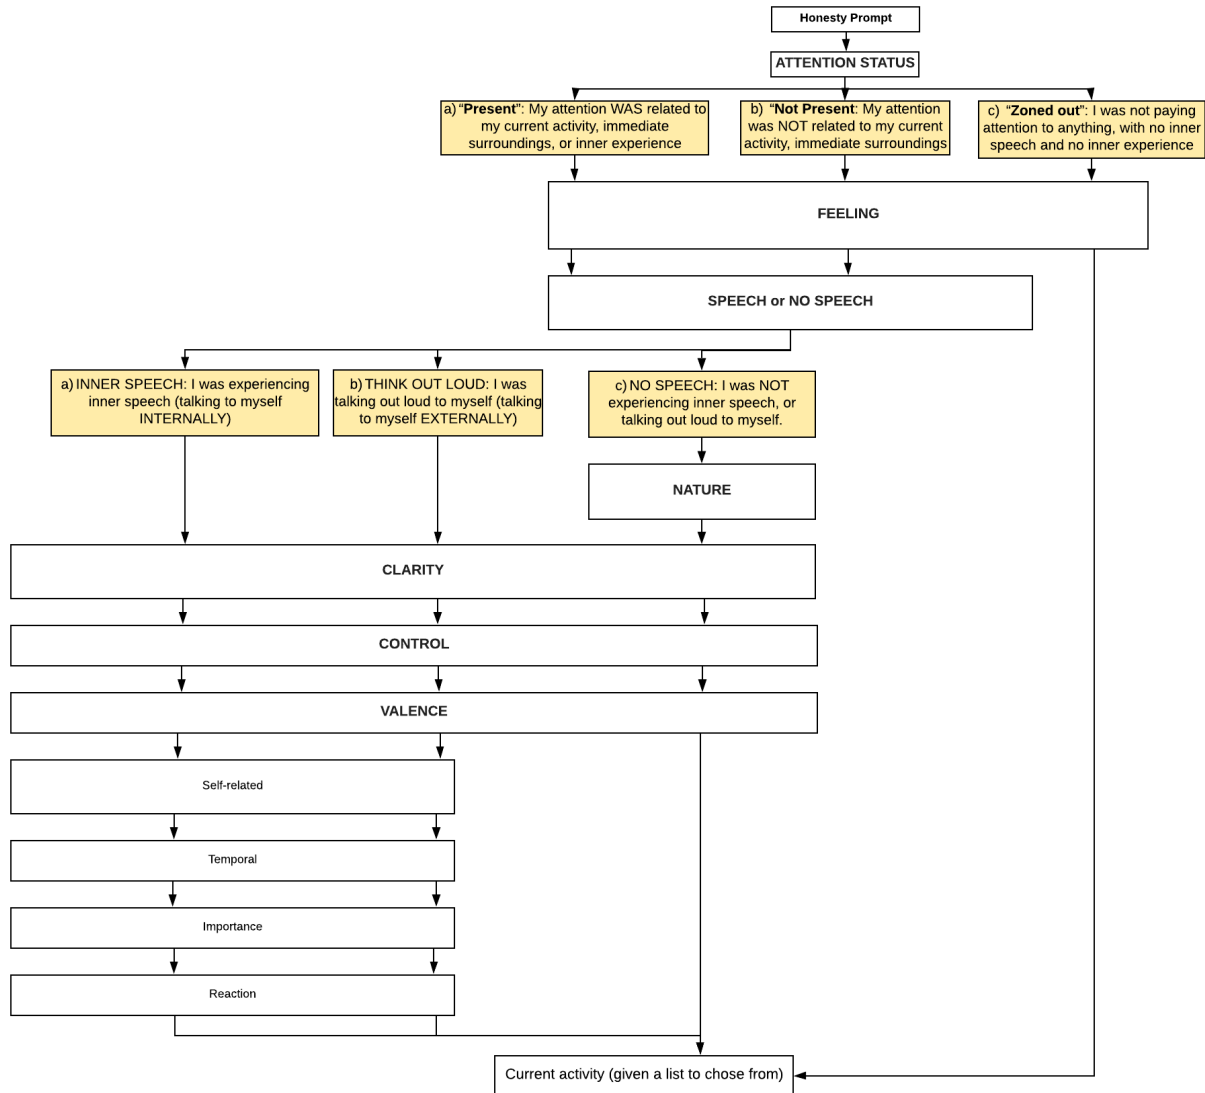 Honesty Prompt
ATTENTION STATUS
a) “Present”: My attention WAS related to
my current activity, immediate
surroundings, or inner experience
b) “Not Present: My attention
was NOT related to my current
activity, immediate surroundings
c) “Zoned out”: I was not paying
attention to anything, with no inner
speech and no inner experience
FEELING
SPEECH or NO SPEECH
a) INNER SPEECH: I was experiencing
inner speech (talking to myself
INTERNALLY)
b) THINK OUT LOUD: I was
talking out loud to myself (talking
to myself EXTERNALLY)
c) NO SPEECH: I was NOT
experiencing inner speech, or
talking out loud to myself.
NATURE
CLARITY
CONTROL
VALENCE
Self-related
Temporal
Importance
Reaction
Current activity (given a list to chose from)